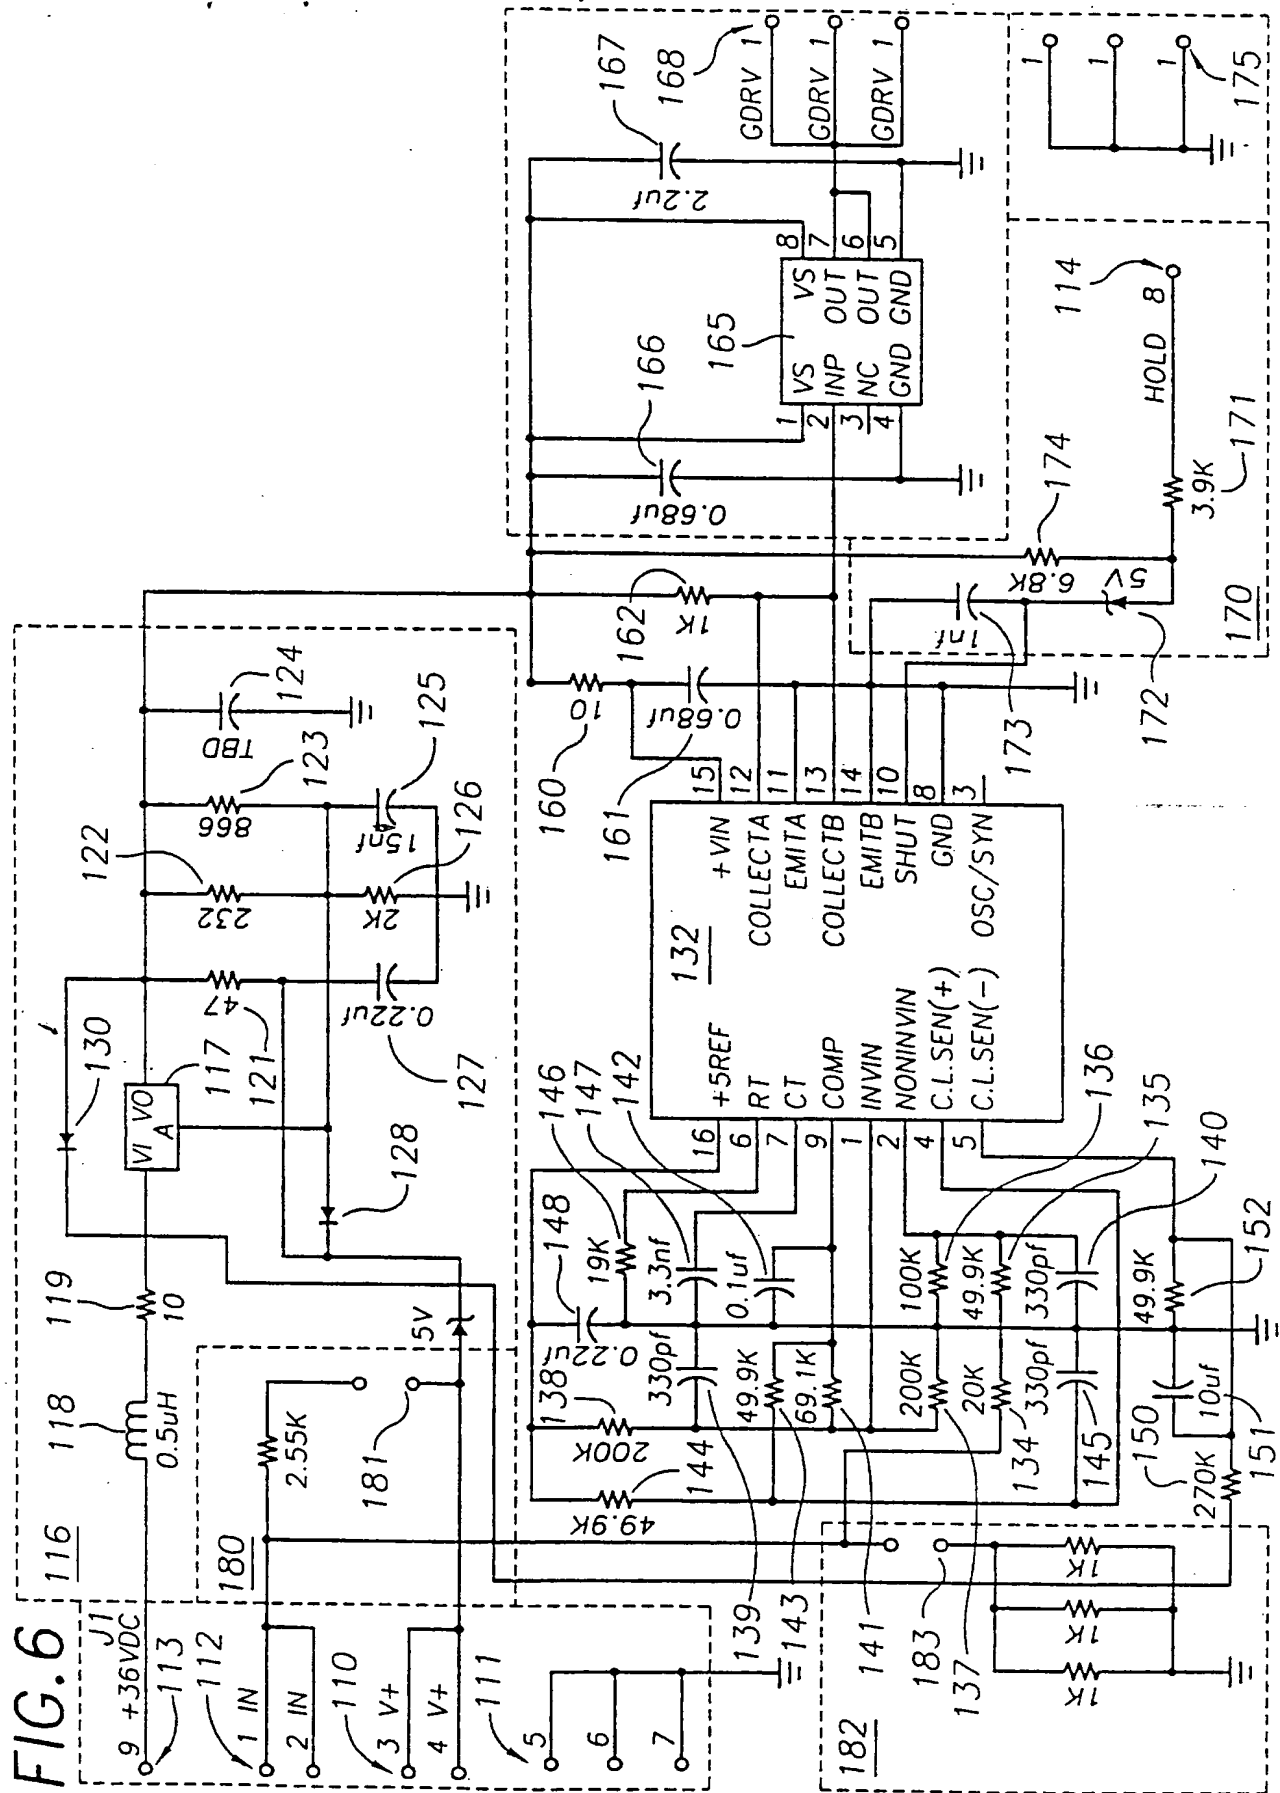 FIG.6
116
J1
9 +36VDC
113
118
0.5uH
119
10
130
VI VO
A
117
121
47
122
232
123
866
124
TBD
125
15nf
126
2K
127
0.22uf
128
112
1 IN
2 IN
110
3 V+
4 V+
111
5
6
7
180
2.55K
181
5V
182
183
1K
1K
1K
148
0.22uf
146
19K
147
3.3nf
142
0.1uf
138
200K
144
49.9K
330pf
139
49.9K
143
69.1K
141
200K
137
100K
136
20K
134
49.9K
135
330pf
145
330pf
140
150
10uf
270K
151
49.9K
152
132
16 +5REF
6 RT
7 CT
9 COMP
1 INVIN
2 NONINVIN
4 C.L.SEN(+)
5 C.L.SEN(-)
+VIN 15
COLLECTA 12
EMITA 11
COLLECTB 13
EMITB 14
SHUT 10
GND 8
OSC/SYN 3
160
10
161
0.68uf
162
1K
166
0.68uf
167
2.2uf
165
1 VS
2 INP
3 NC
4 GND
VS 8
OUT 7
OUT 6
GND 5
168
GDRV 1
GDRV 1
GDRV 1
170
173
1nf
172
5V
174
6.8K
171
3.9K
HOLD 8
114
1
1
1
175